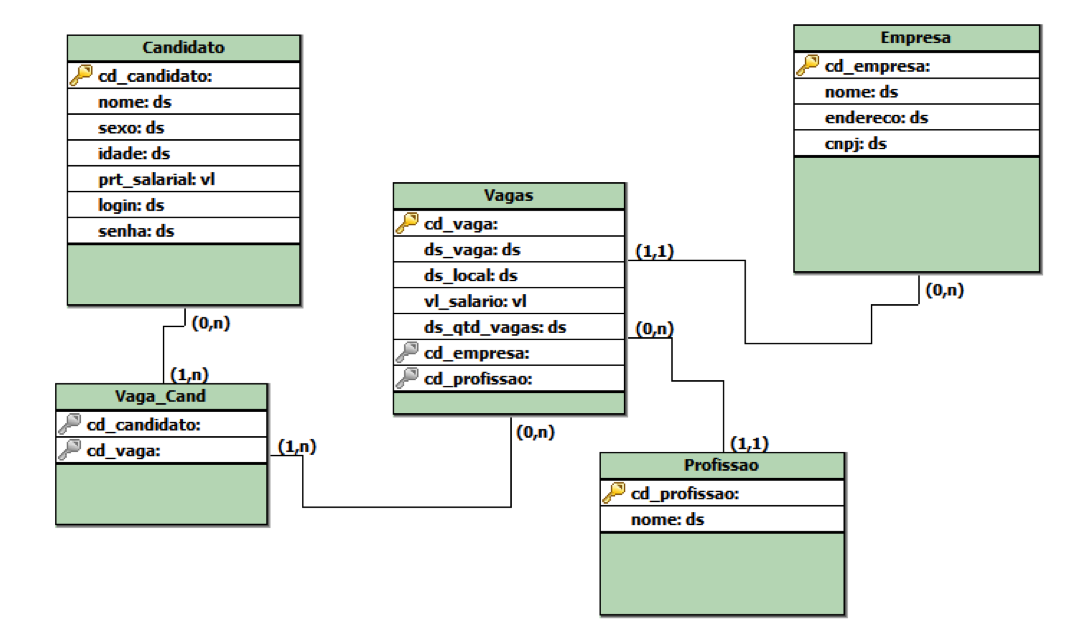 Candidato
cd_candidato:
nome: ds
sexo: ds
idade: ds
prt_salarial: vl
login: ds
senha: ds
(0,n)
Empresa
cd_empresa:
nome: ds
endereco: ds
cnpj: ds
(0,n)
Vagas
cd_vaga:
ds_vaga: ds
ds_local: ds
vl_salario: vl
ds_qtd_vagas: ds
cd_empresa:
cd_profissao:
(1,1)
(0,n)
(0,n)
(1,n)
Vaga_Cand
cd_candidato:
cd_vaga:
(1,n)
(1,1)
Profissao
cd_profissao:
nome: ds